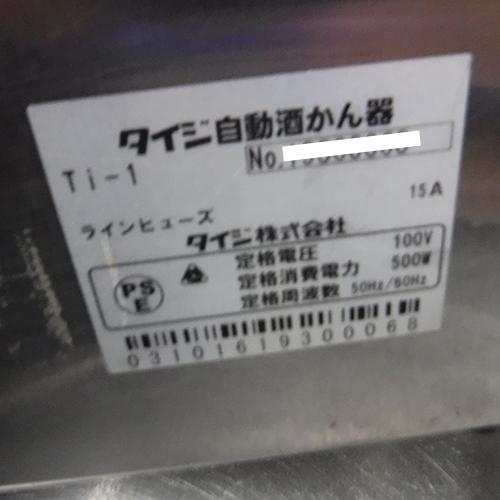 タイジ自動酒かん器
Ti-1
No.
15A
ラインヒューズ
タイジ株式会社
定格電圧 100V
定格消費電力 500W
定格周波数 50Hz/60Hz
PS
E
03101619300068